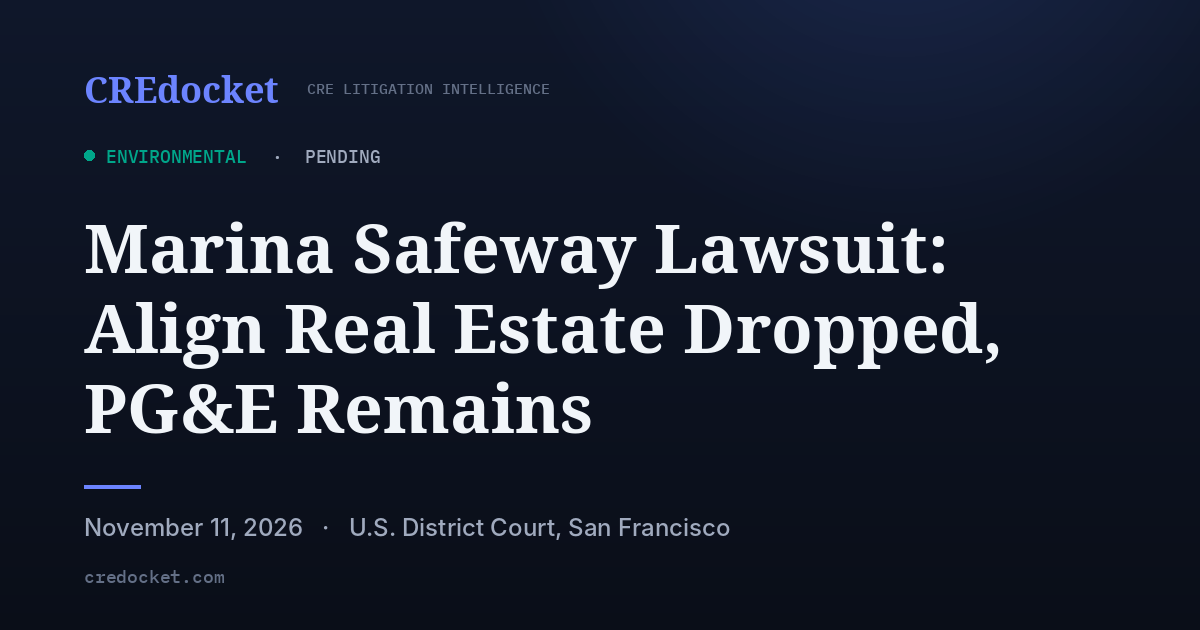 CREdocket CRE LITIGATION INTELLIGENCE
ENVIRONMENTAL · PENDING
Marina Safeway Lawsuit:
Align Real Estate Dropped,
PG&E Remains
November 11, 2026 · U.S. District Court, San Francisco
credocket.com